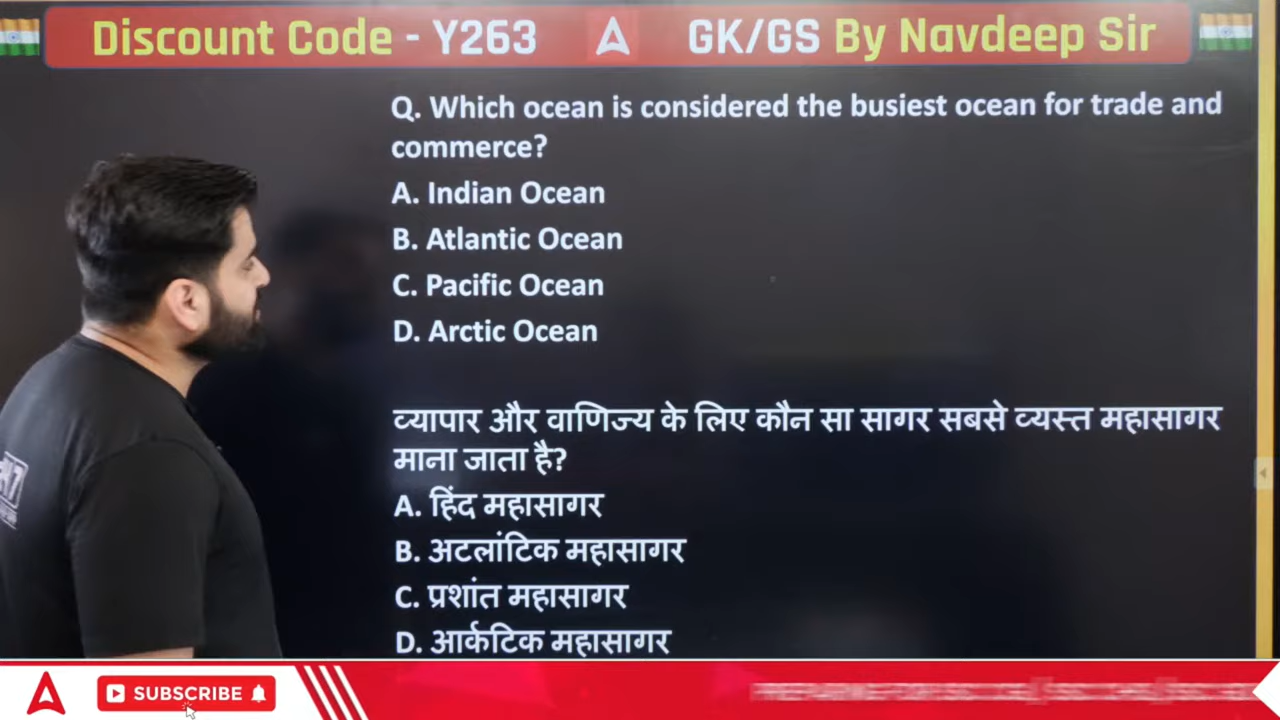 Discount Code - Y263 GK/GS By Navdeep Sir
Q. Which ocean is considered the busiest ocean for trade and
commerce?
A. Indian Ocean
B. Atlantic Ocean
C. Pacific Ocean
D. Arctic Ocean
व्यापार और वाणिज्य के लिए कौन सा सागर सबसे व्यस्त महासागर
माना जाता है?
A. हिंद महासागर
B. अटलांटिक महासागर
C. प्रशांत महासागर
D. आर्कटिक महासागर
SUBSCRIBE